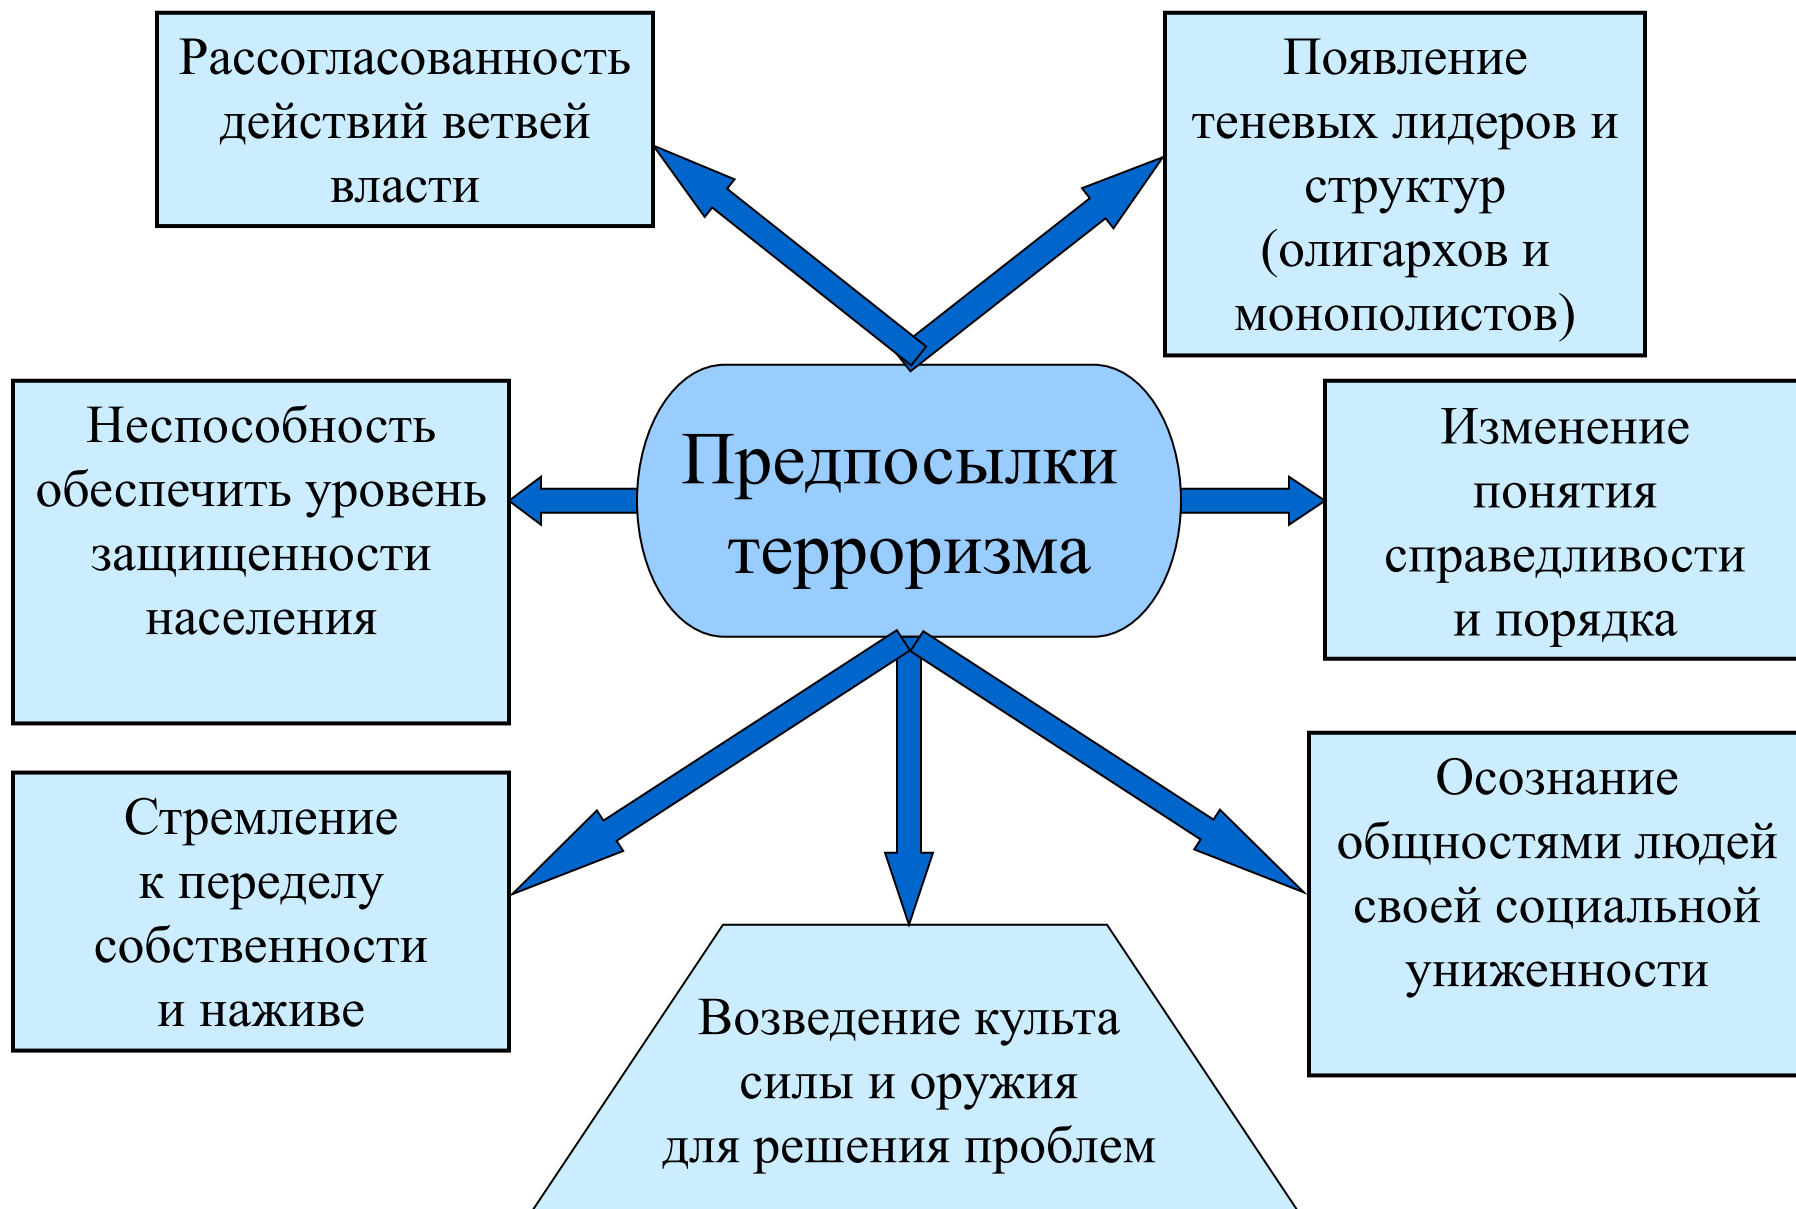 Рассогласованность
действий ветвей
власти
Появление
теневых лидеров и
структур
(олигархов и
монополистов)
Неспособность
обеспечить уровень
защищенности
населения
Предпосылки
терроризма
Изменение
понятия
справедливости
и порядка
Стремление
к переделу
собственности
и наживе
Возведение культа
силы и оружия
для решения проблем
Осознание
общностями людей
своей социальной
униженности